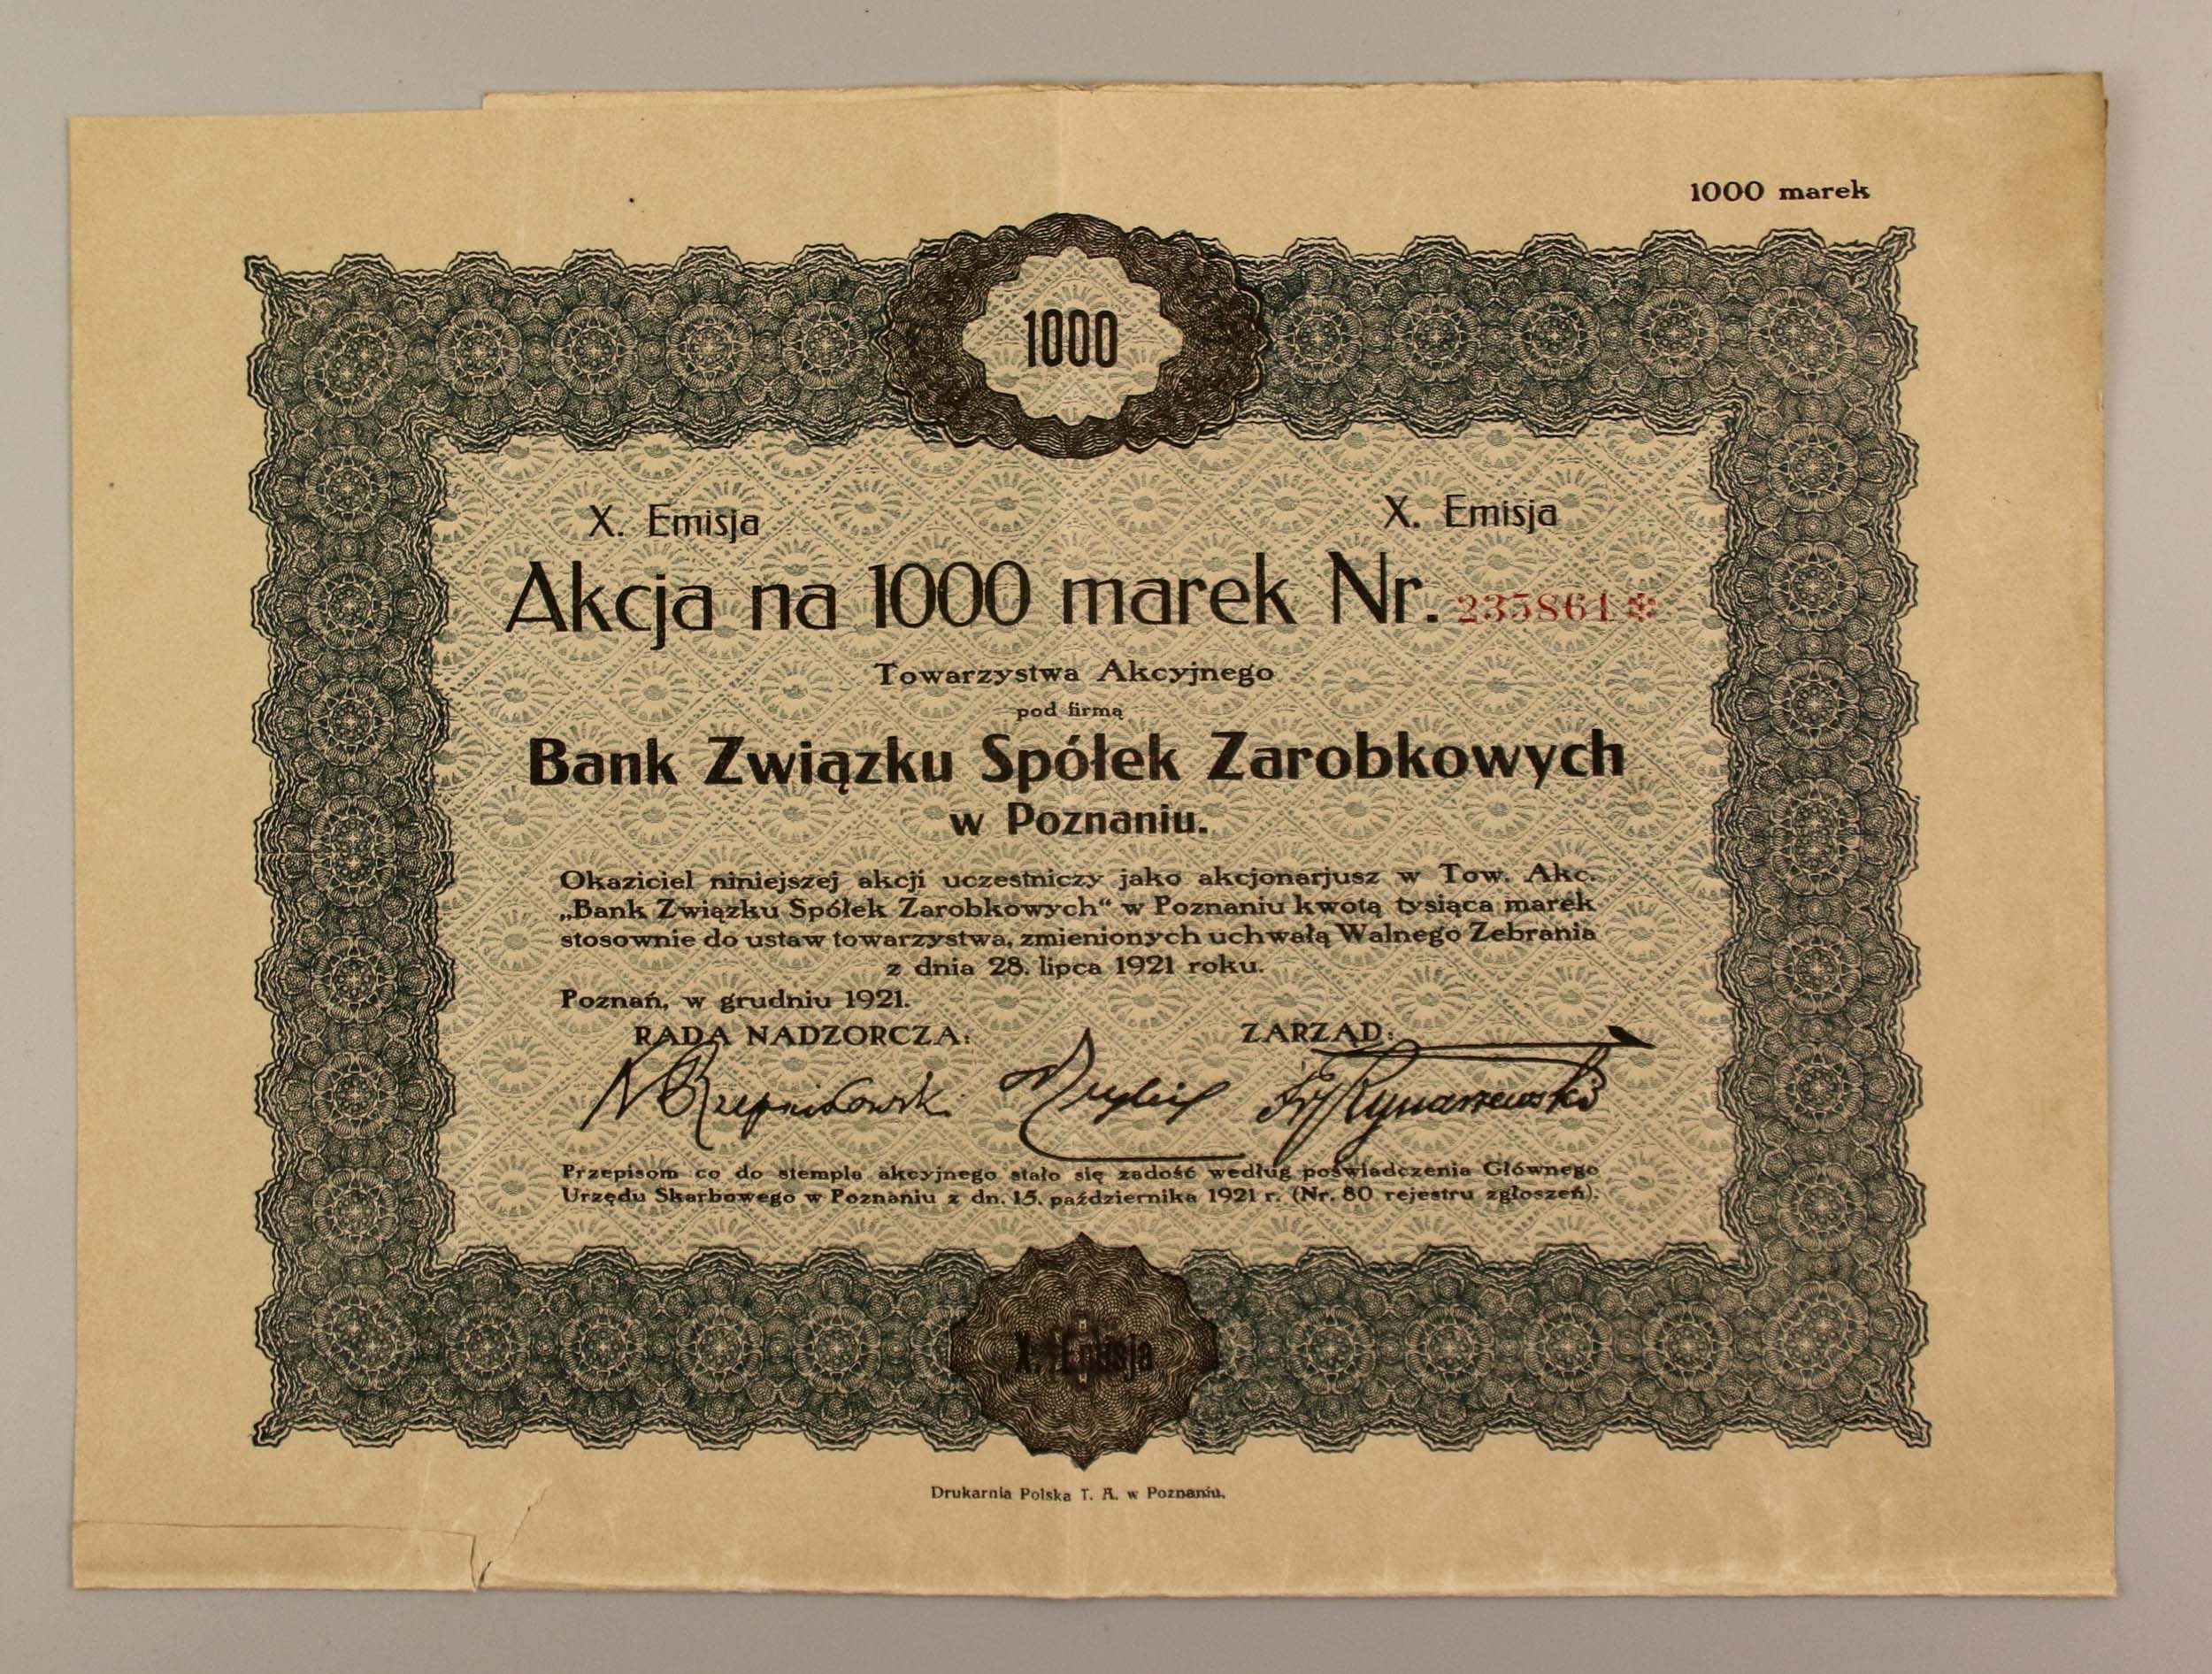 1000 marek
1000
X. Emisja X. Emisja
Akcja na 1000 marek Nr. 235861
Towarzystwa Akcyjnego
pod firmą
Bank Związku Spółek Zarobkowych
w Poznaniu.
Okaziciel niniejszej akcji uczestniczy jako akcjonarjusz w Tow. Akc.
„Bank Związku Spółek Zarobkowych“ w Poznaniu kwotą tysiąca marek
stosownie do ustaw towarzystwa, zmienionych uchwałą Walnego Zebrania
z dnia 28. lipca 1921 roku.
Poznań, w grudniu 1921.
RADA NADZORCZA: ZARZĄD:
Fr Rynarzewski
Przepisom co do stempla akcyjnego stało się zadość według poświadczenia Głównego
Urzędu Skarbowego w Poznaniu z dn. 15. października 1921 r. (Nr. 80 rejestru zgłoszeń).
X. Emisja
Drukarnia Polska T. A. w Poznaniu.